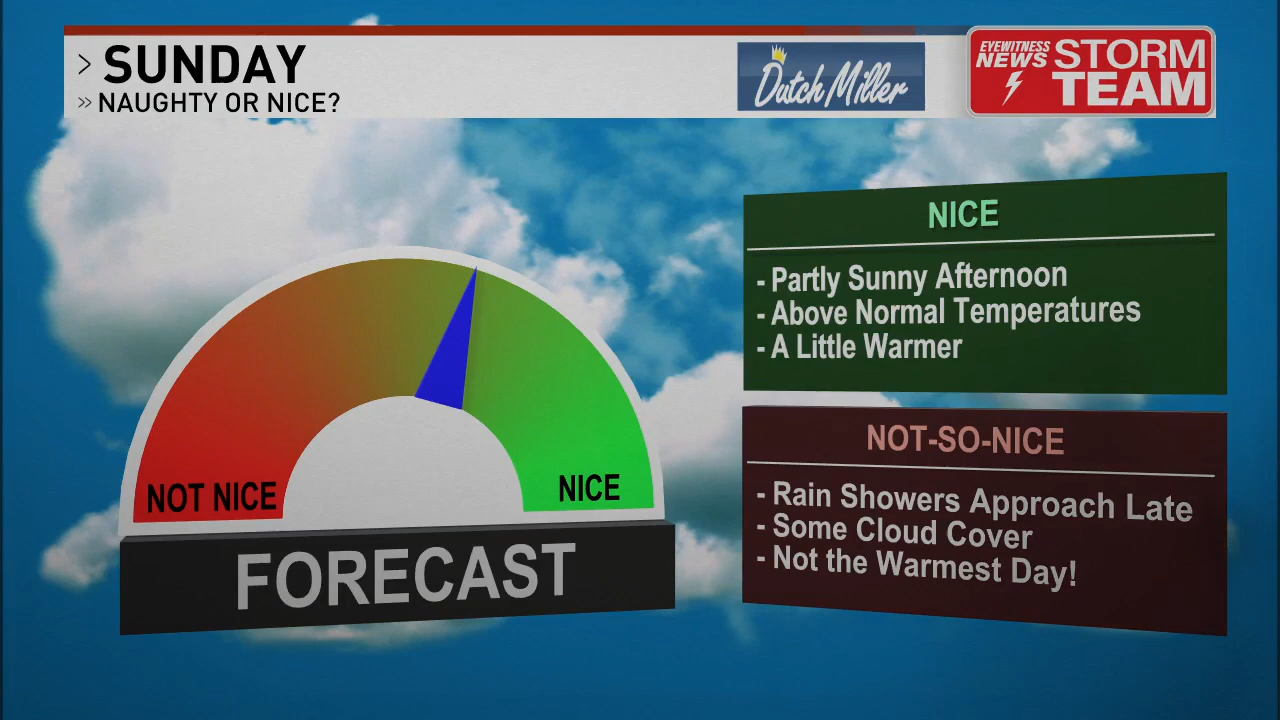 > SUNDAY
>> NAUGHTY OR NICE?
Dutch Miller
EYEWITNESS
NEWS
STORM
TEAM
NOT NICE
NICE
FORECAST
NICE
- Partly Sunny Afternoon
- Above Normal Temperatures
- A Little Warmer
NOT-SO-NICE
- Rain Showers Approach Late
- Some Cloud Cover
- Not the Warmest Day!